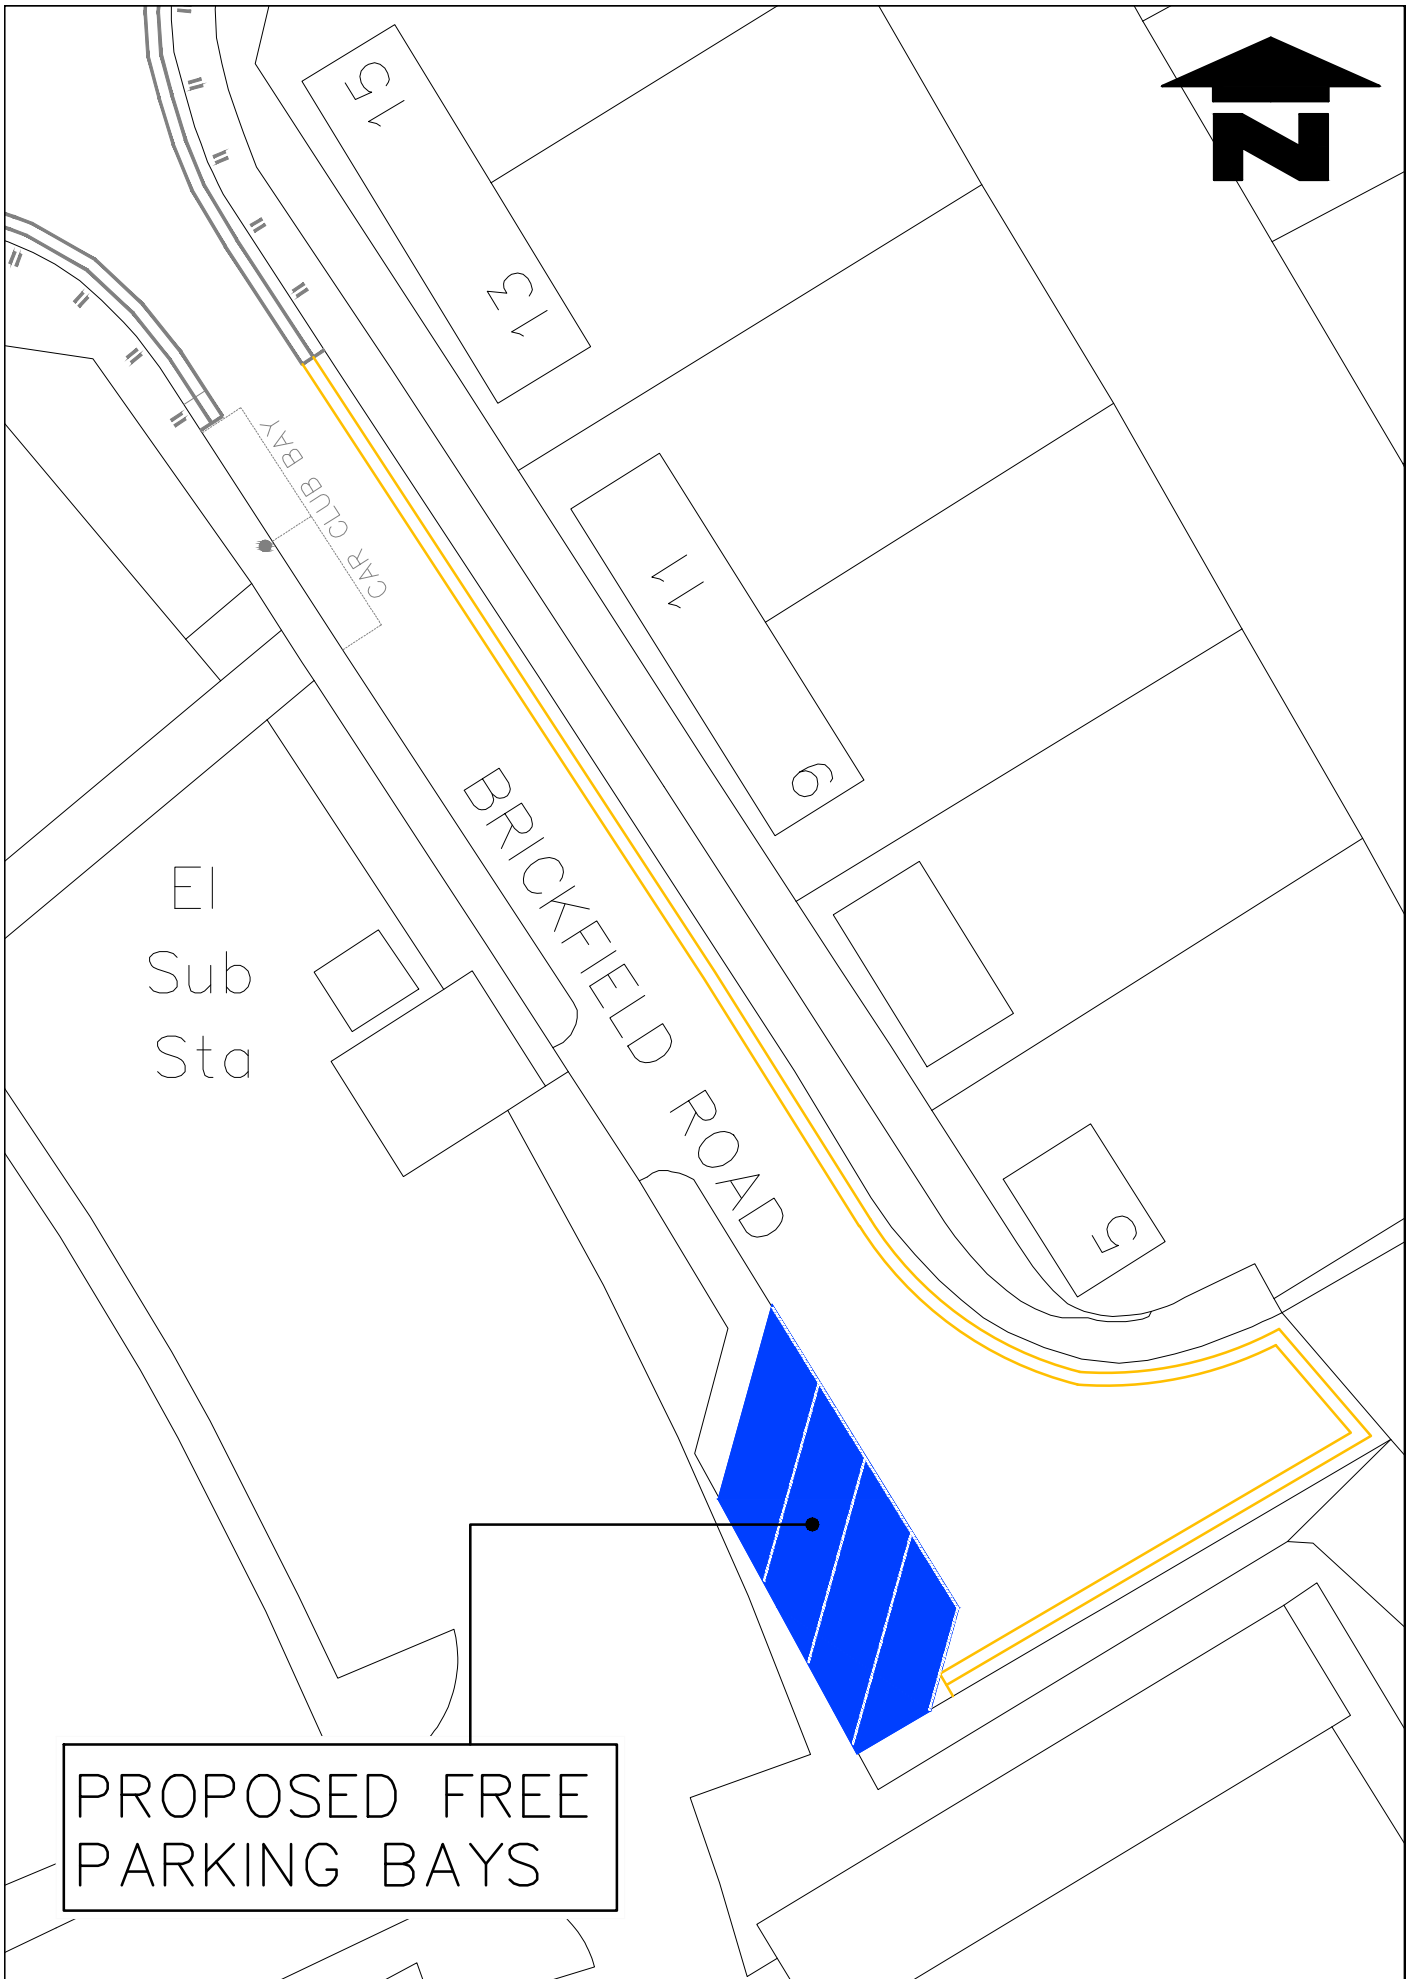 N
15
13
CAR CLUB BAY
11
9
BRICKFIELD ROAD
El
Sub
Sta
5
PROPOSED FREE
PARKING BAYS